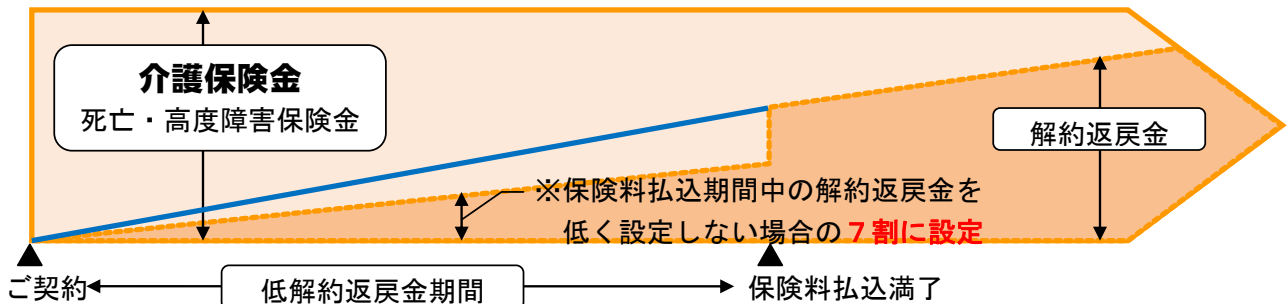 介護保険金
死亡・高度障害保険金
解約返戻金
※保険料払込期間中の解約返戻金を
低く設定しない場合の７割に設定
ご契約
低解約返戻金期間
保険料払込満了